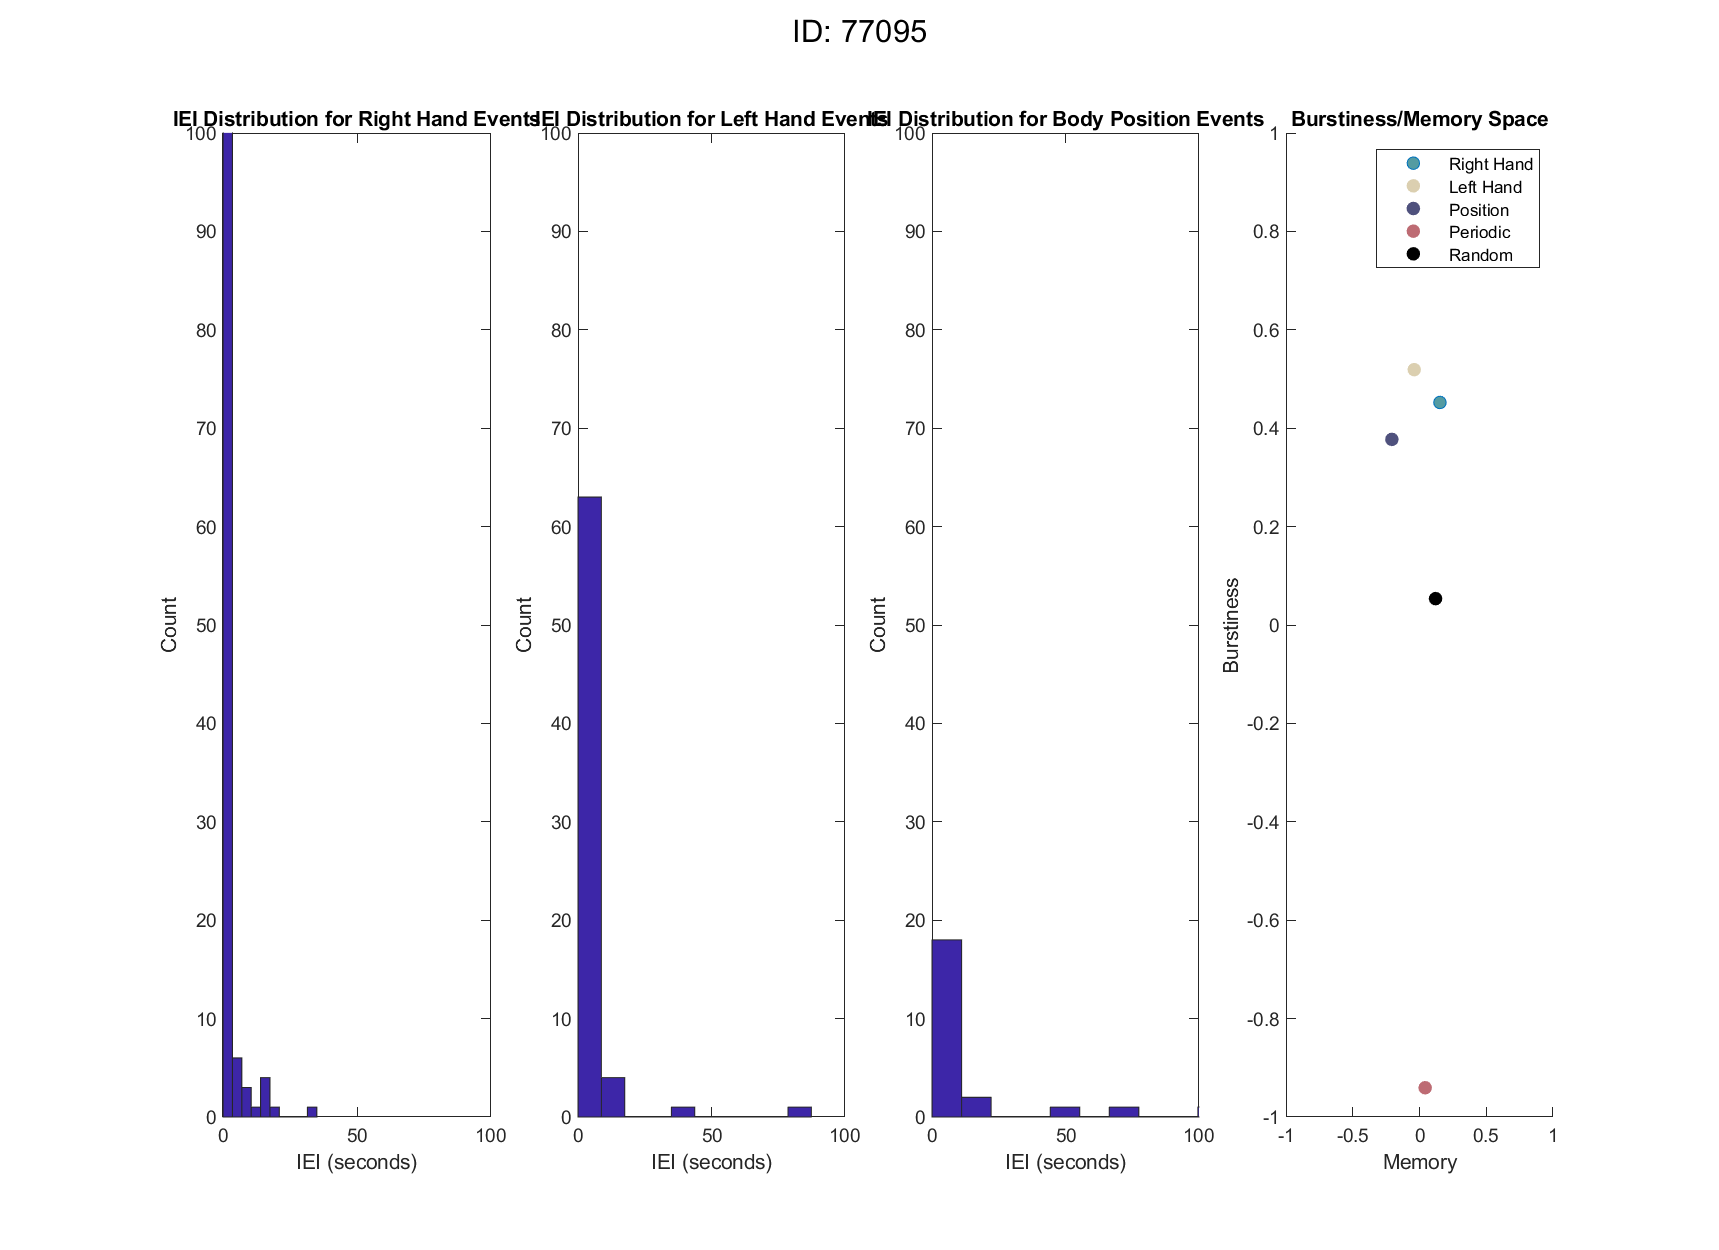 ID: 77095
IEI Distribution for Right Hand Events
IEI Distribution for Left Hand Events
IEI Distribution for Body Position Events
Burstiness/Memory Space
100
90
80
70
60
50
40
30
20
10
0
Count
0 50 100
IEI (seconds)
100
90
80
70
60
50
40
30
20
10
0
Count
0 50 100
IEI (seconds)
100
90
80
70
60
50
40
30
20
10
0
Count
0 50 100
IEI (seconds)
1
0.8
0.6
0.4
0.2
0
-0.2
-0.4
-0.6
-0.8
-1
Burstiness
Right Hand
Left Hand
Position
Periodic
Random
-1 -0.5 0 0.5 1
Memory